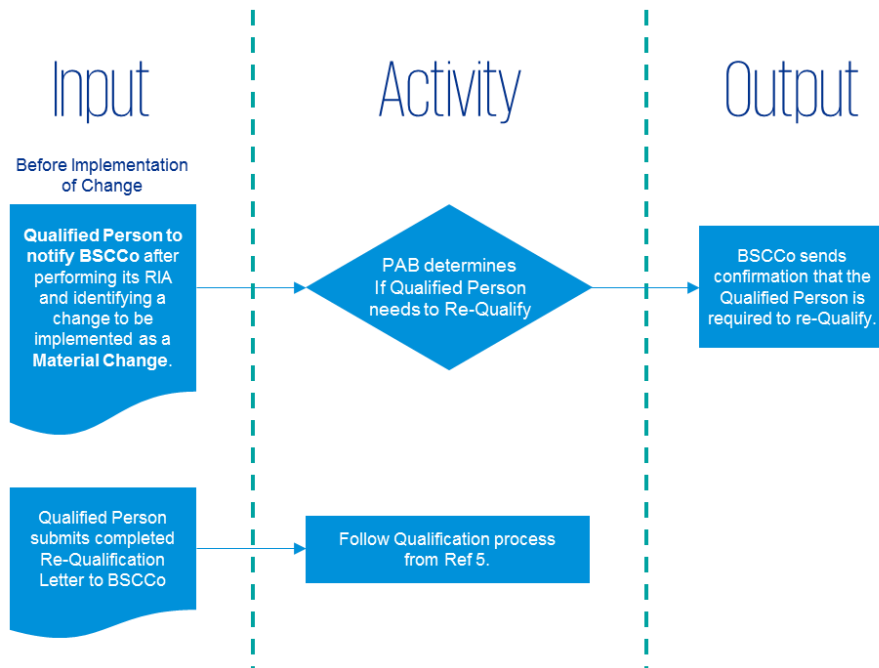 Input
Activity
Output
Before Implementation
of Change
Qualified Person to
notify BSCCo after
performing its RIA
and identifying a
change to be
implemented as a
Material Change.
PAB determines
If Qualified Person
needs to Re-Qualify
BSCCo sends
confirmation that the
Qualified Person is
required to re-Qualify.
Qualified Person
submits completed
Re-Qualification
Letter to BSCCo
Follow Qualification process
from Ref 5.